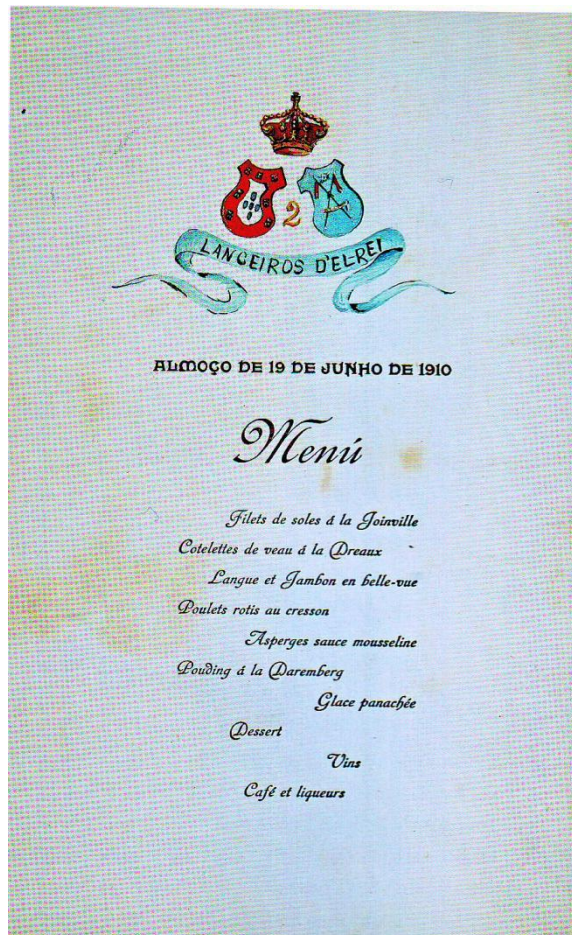 2
LANCEIROS D'ELREI
ALMOÇO DE 19 DE JUNHO DE 1910
Menú
Filets de soles á la Joinville
Cotelettes de veau á la Dreaux
Langue et Jambon en belle-vue
Poulets rotis au cresson
Asperges sauce mousseline
Pouding á la Daremberg
Glace panachée
Dessert
Vins
Café et liqueurs